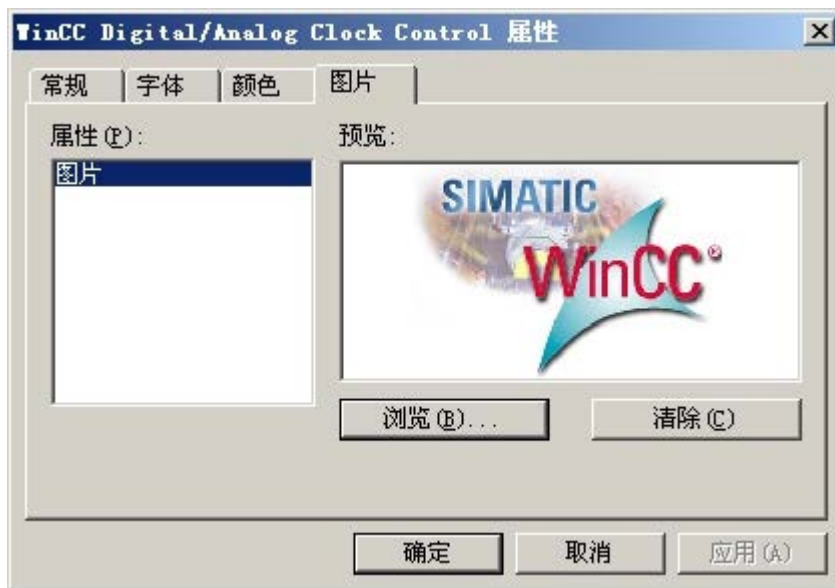 WinCC Digital/Analog Clock Control 属性
常规 字体 颜色 图片
属性(P): 预览:
图片
SIMATIC
WinCC®
浏览(B)... 清除(C)
确定 取消 应用(A)